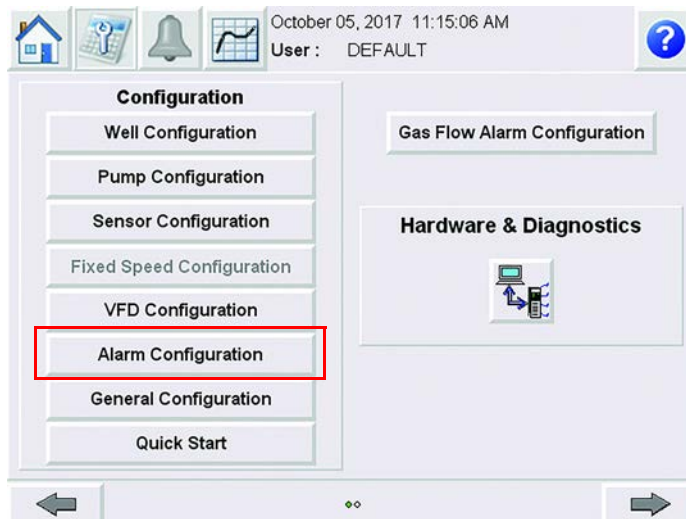 October 05, 2017 11:15:06 AM
User : DEFAULT
?
Configuration
Well Configuration
Pump Configuration
Sensor Configuration
Fixed Speed Configuration
VFD Configuration
Alarm Configuration
General Configuration
Quick Start
Gas Flow Alarm Configuration
Hardware & Diagnostics